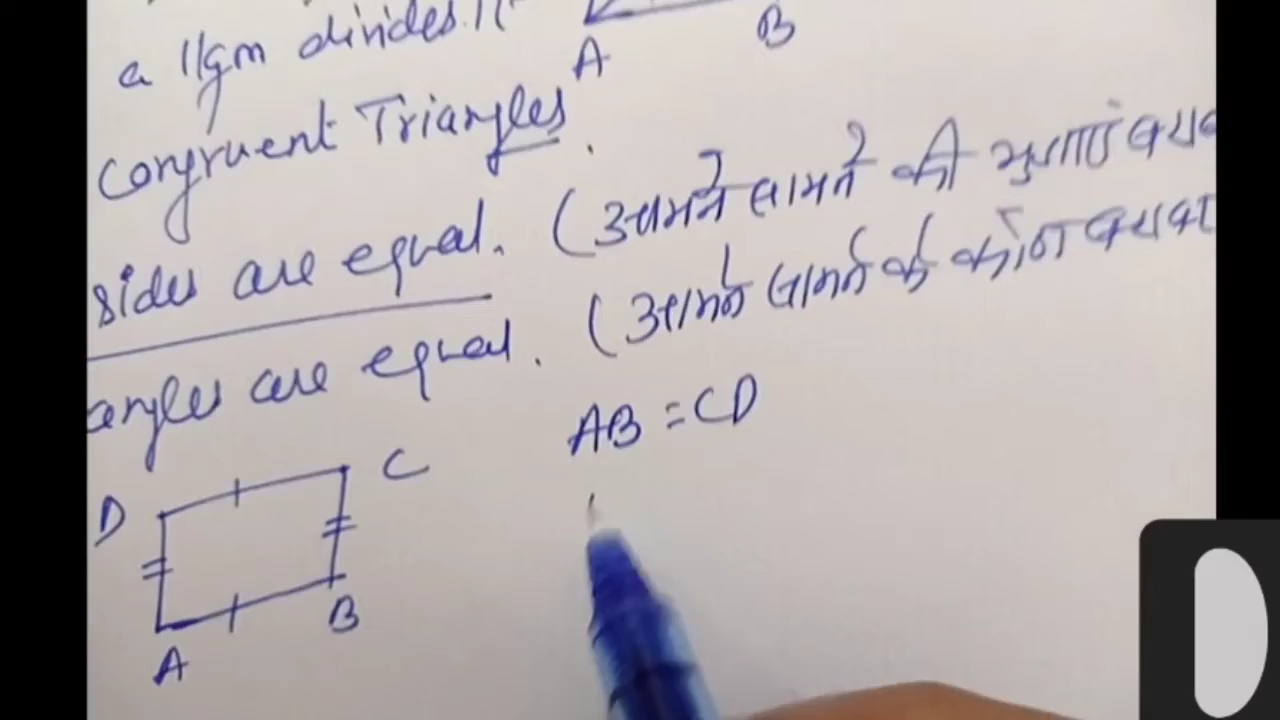 a ||gm divides
A
B
Congruent Triangles.
sides are equal. (आमने सामने की भुजाएं
angles are equal. (आमने सामने के कोण
AB = CD
D
C
B
A